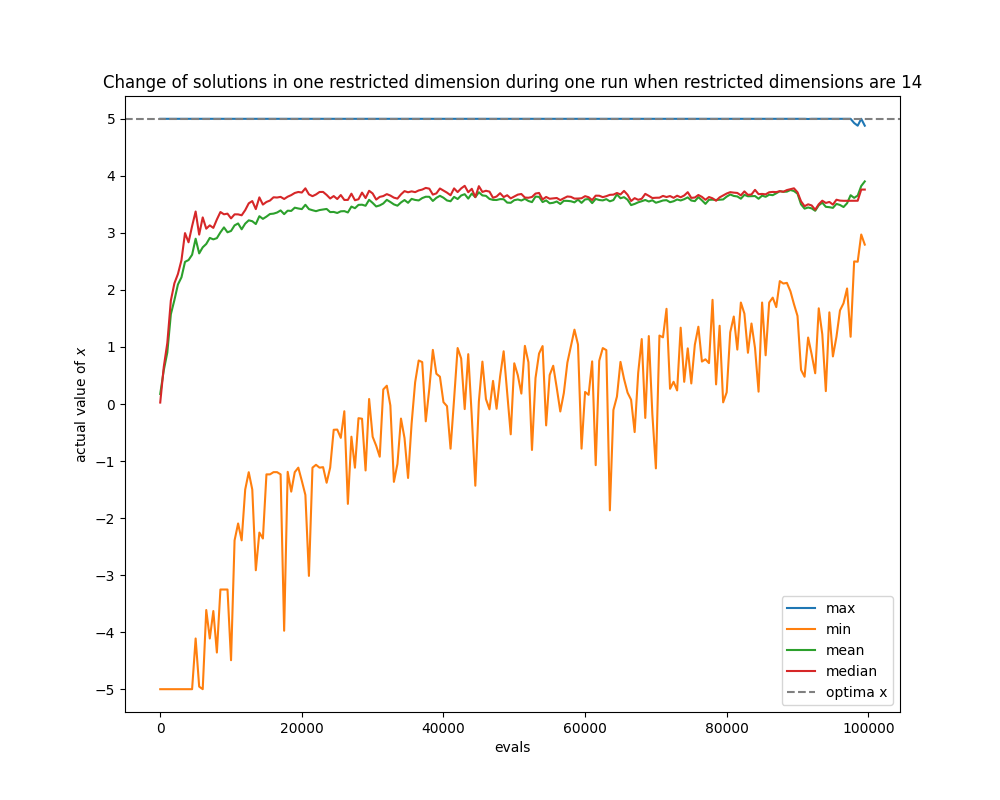 Change of solutions in one restricted dimension during one run when restricted dimensions are 14
5
4
3
2
1
0
−1
−2
−3
−4
−5
actual value of x
0 20000 40000 60000 80000 100000
evals
max
min
mean
median
optima x